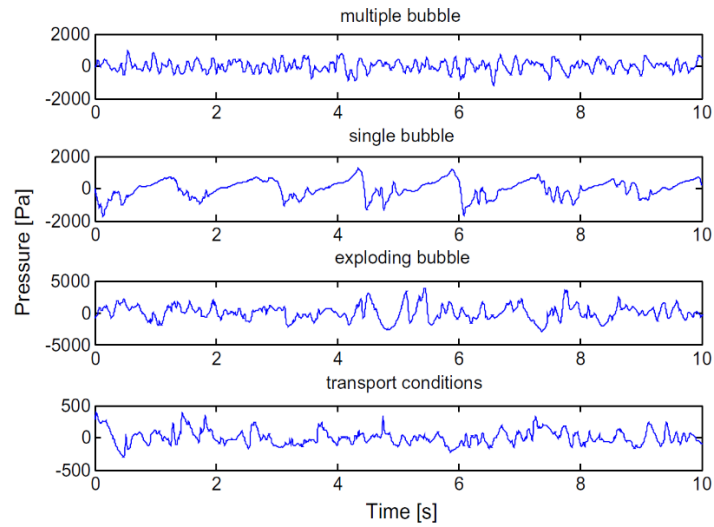 multiple bubble
2000
0
-2000
0 2 4 6 8 10
single bubble
2000
0
-2000
0 2 4 6 8 10
Pressure [Pa]
exploding bubble
5000
0
-5000
0 2 4 6 8 10
transport conditions
500
0
-500
0 2 4 6 8 10
Time [s]